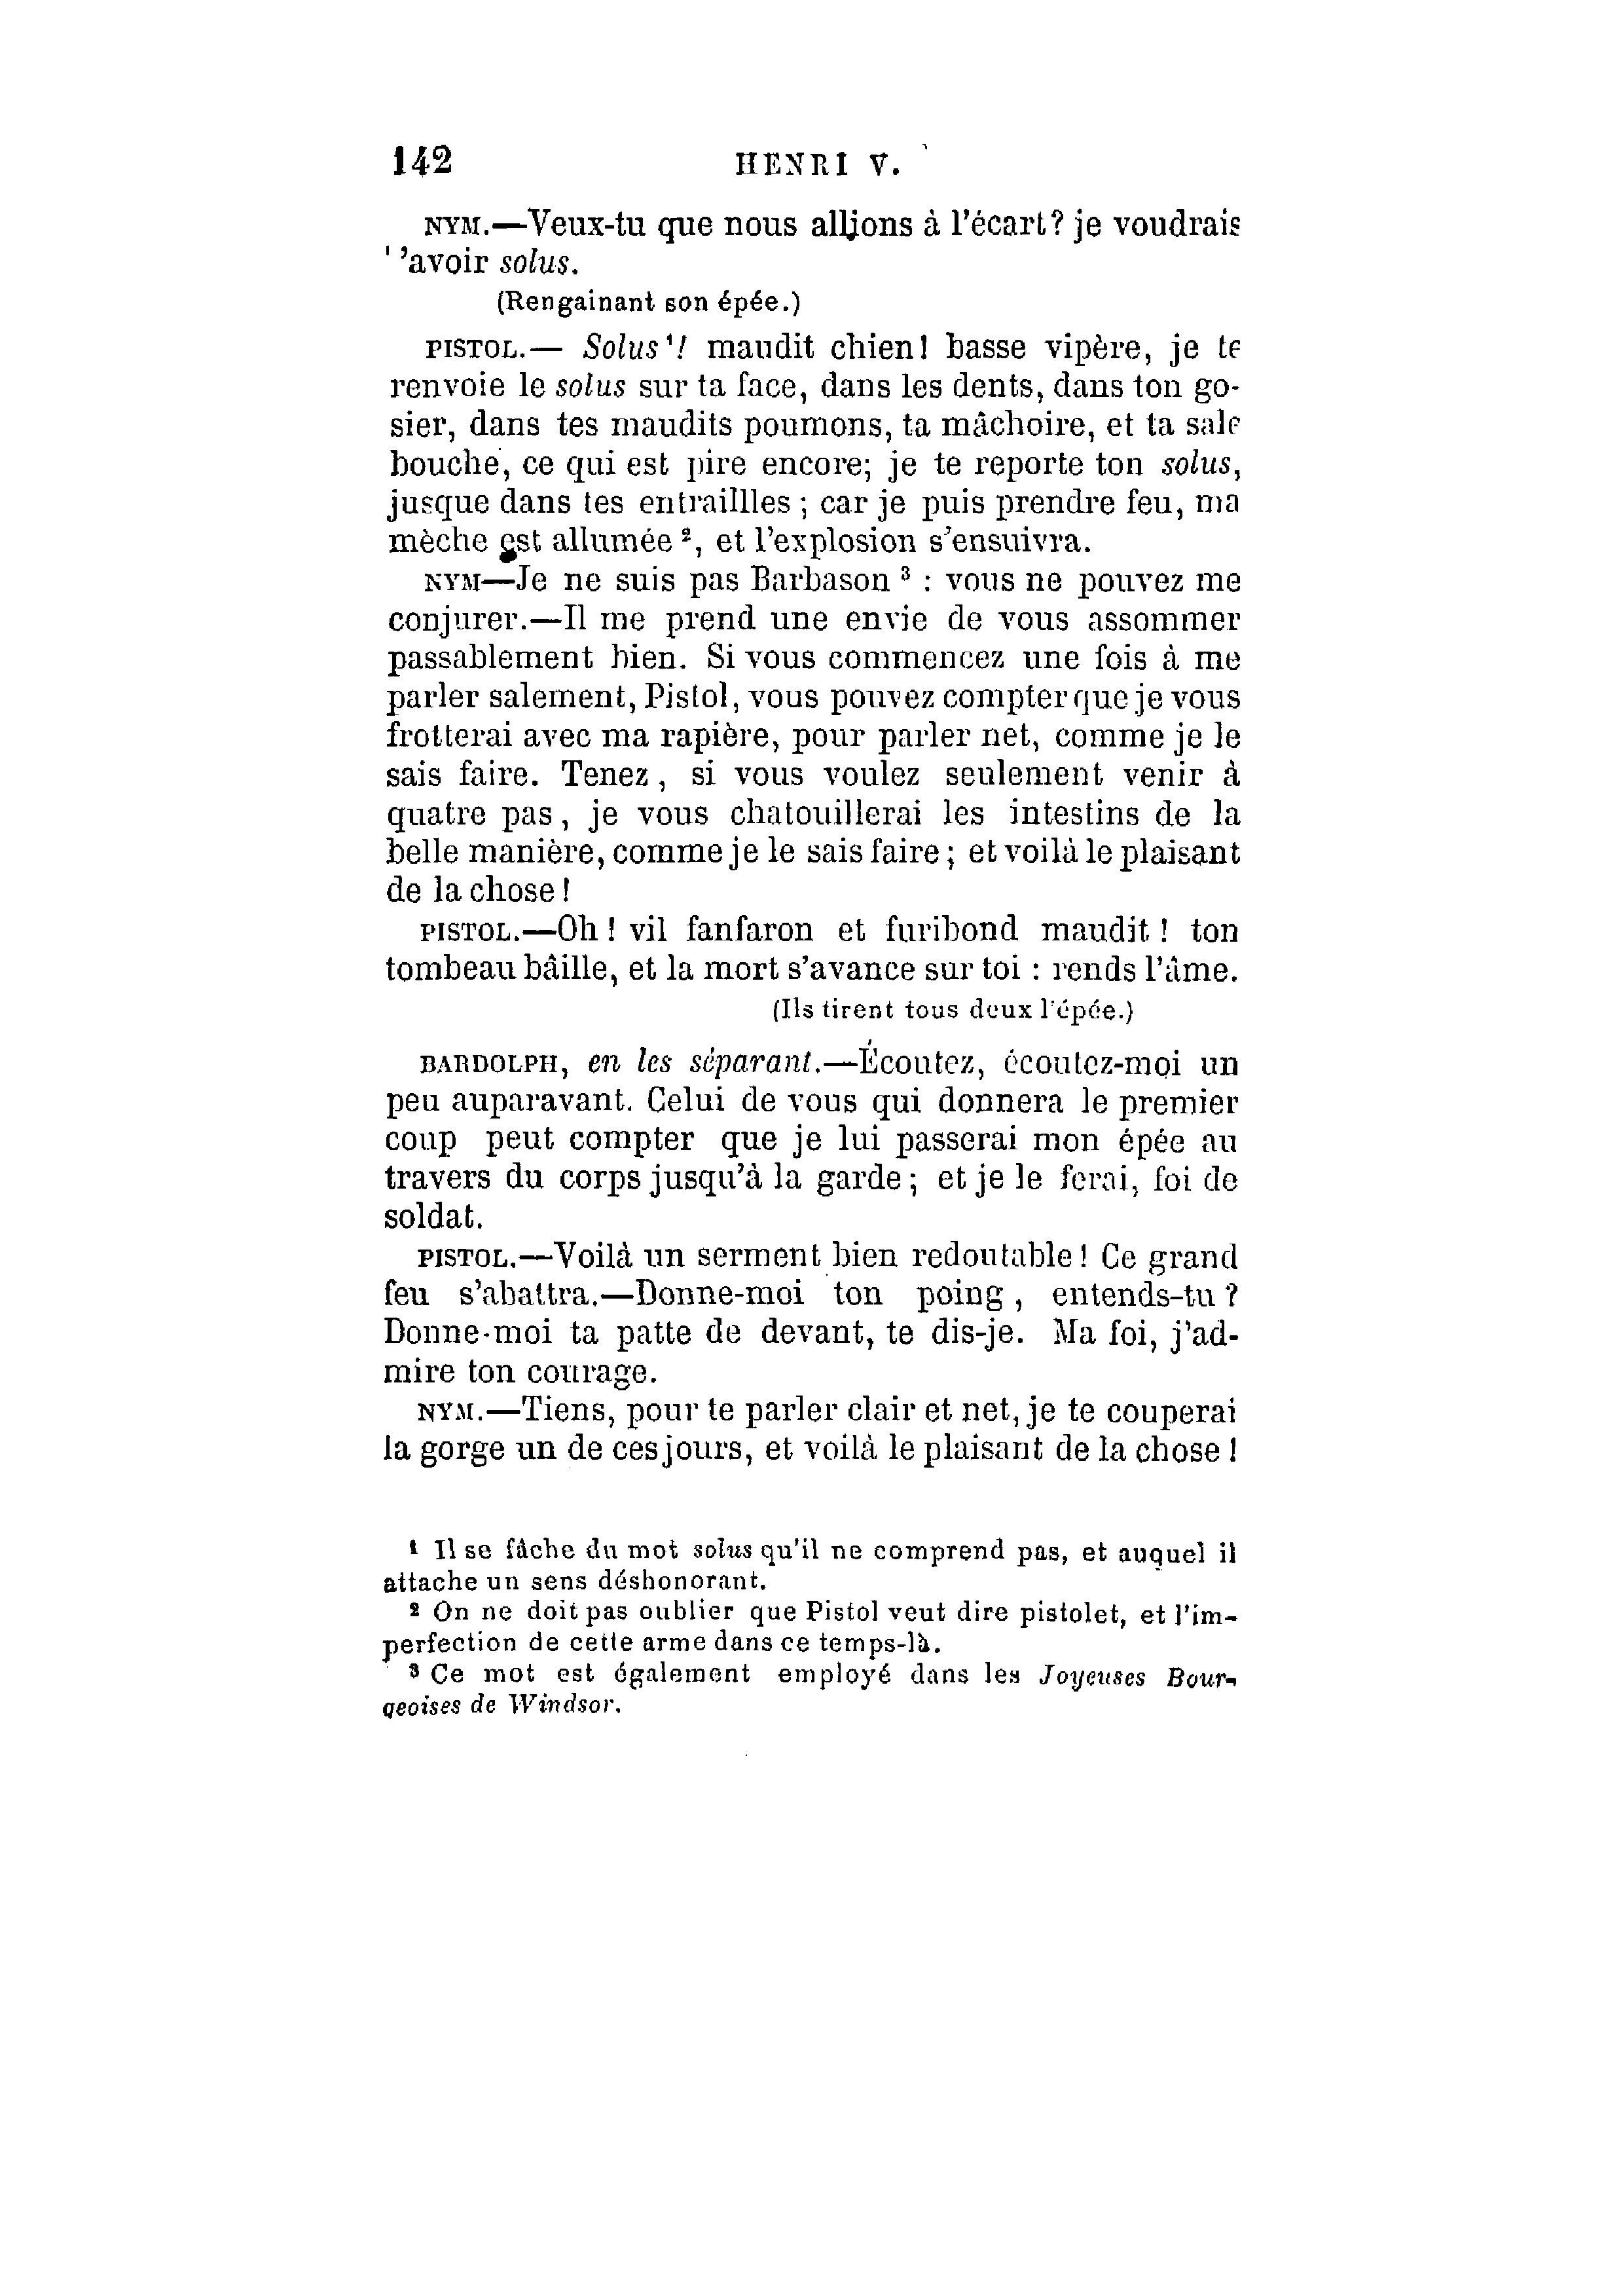 142 HENRI V.
NYM.—Veux-tu que nous allions à l'écart? je voudrais
'avoir solus.
(Rengainant son épée.)
PISTOL.— Solus¹! maudit chien! basse vipère, je te
renvoie le solus sur ta face, dans les dents, dans ton go-
sier, dans tes maudits poumons, ta mâchoire, et ta sale
bouche, ce qui est pire encore; je te reporte ton solus,
jusque dans tes entraillles ; car je puis prendre feu, ma
mèche est allumée ², et l'explosion s'ensuivra.
NYM—Je ne suis pas Barbason ³ : vous ne pouvez me
conjurer.—Il me prend une envie de vous assommer
passablement bien. Si vous commencez une fois à me
parler salement, Pistol, vous pouvez compter que je vous
frotterai avec ma rapière, pour parler net, comme je le
sais faire. Tenez, si vous voulez seulement venir à
quatre pas, je vous chatouillerai les intestins de la
belle manière, comme je le sais faire ; et voilà le plaisant
de la chose !
PISTOL.—Oh ! vil fanfaron et furibond maudit ! ton
tombeau bâille, et la mort s'avance sur toi : rends l'âme.
(Ils tirent tous deux l'épée.)
BARDOLPH, en les séparant.—Écoutez, écoutez-moi un
peu auparavant. Celui de vous qui donnera le premier
coup peut compter que je lui passerai mon épée au
travers du corps jusqu'à la garde ; et je le ferai, foi de
soldat.
PISTOL.—Voilà un serment bien redoutable! Ce grand
feu s'abattra.—Donne-moi ton poing, entends-tu ?
Donne-moi ta patte de devant, te dis-je. Ma foi, j'ad-
mire ton courage.
NYM.—Tiens, pour te parler clair et net, je te couperai
la gorge un de ces jours, et voilà le plaisant de la chose !
¹ Il se fâche du mot solus qu'il ne comprend pas, et auquel il
attache un sens déshonorant.
² On ne doit pas oublier que Pistol veut dire pistolet, et l'im-
perfection de cette arme dans ce temps-là.
³ Ce mot est également employé dans les Joyeuses Bour-
geoises de Windsor.